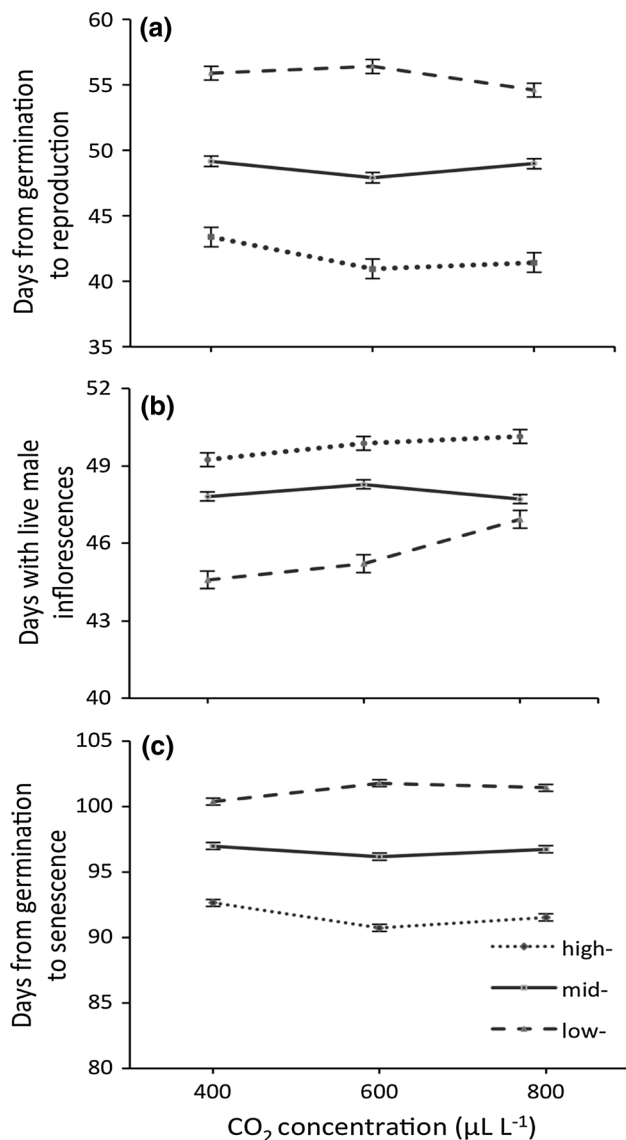 (a)
Days from germination
to reproduction
60
55
50
45
40
35
(b)
Days with live male
inflorescences
52
49
46
43
40
(c)
Days from germination
to senescence
105
100
95
90
85
80
high-
mid-
low-
400 600 800
CO₂ concentration (µL L⁻¹)